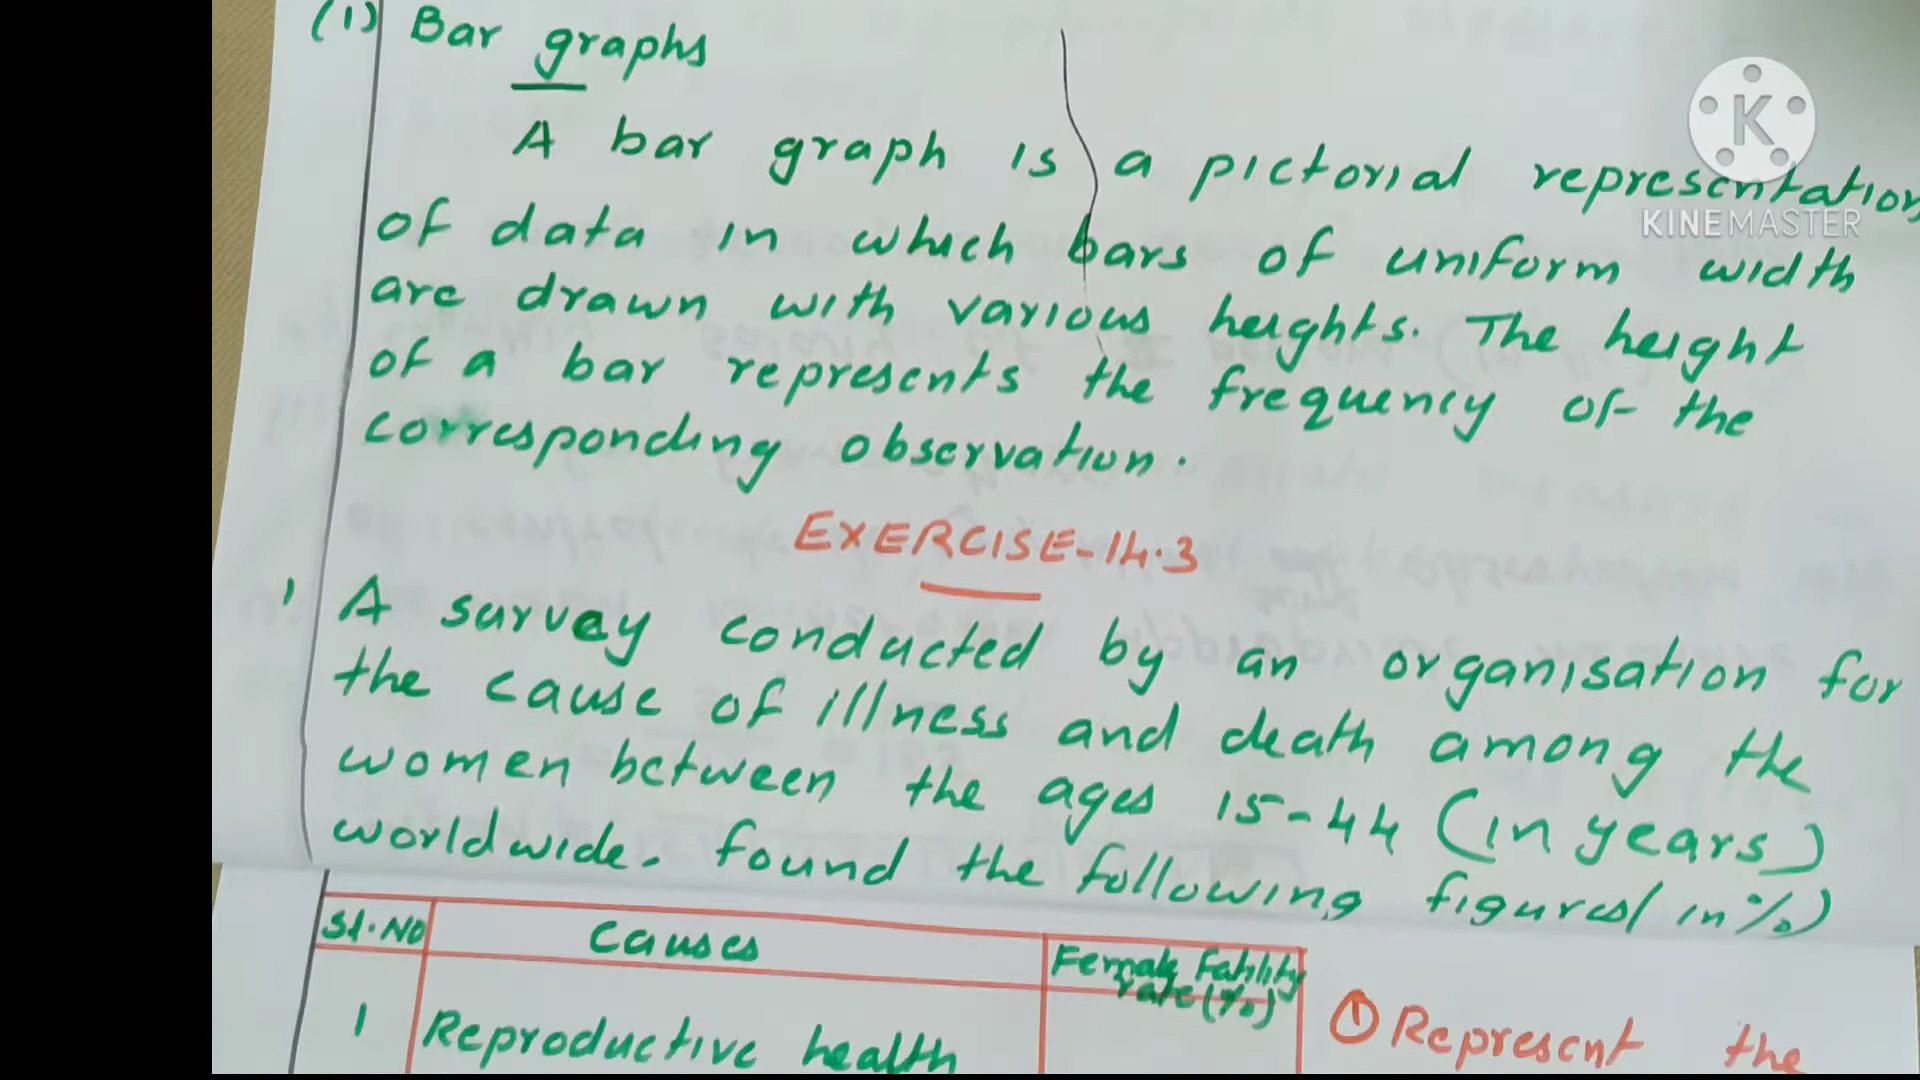 (1) Bar graphs
A bar graph is a pictorial representation
of data in which bars of uniform width
are drawn with various heights. The height
of a bar represents the frequency of the
corresponding observation.
EXERCISE-14.3
1 A survey conducted by an organisation for
the cause of illness and death among the
women between the ages 15-44 (in years)
worldwide. found the following figures (in %)
Sl.NO Causes Female Fatility rate (%)
1 Reproductive health
① Represent the
K
KINEMASTER